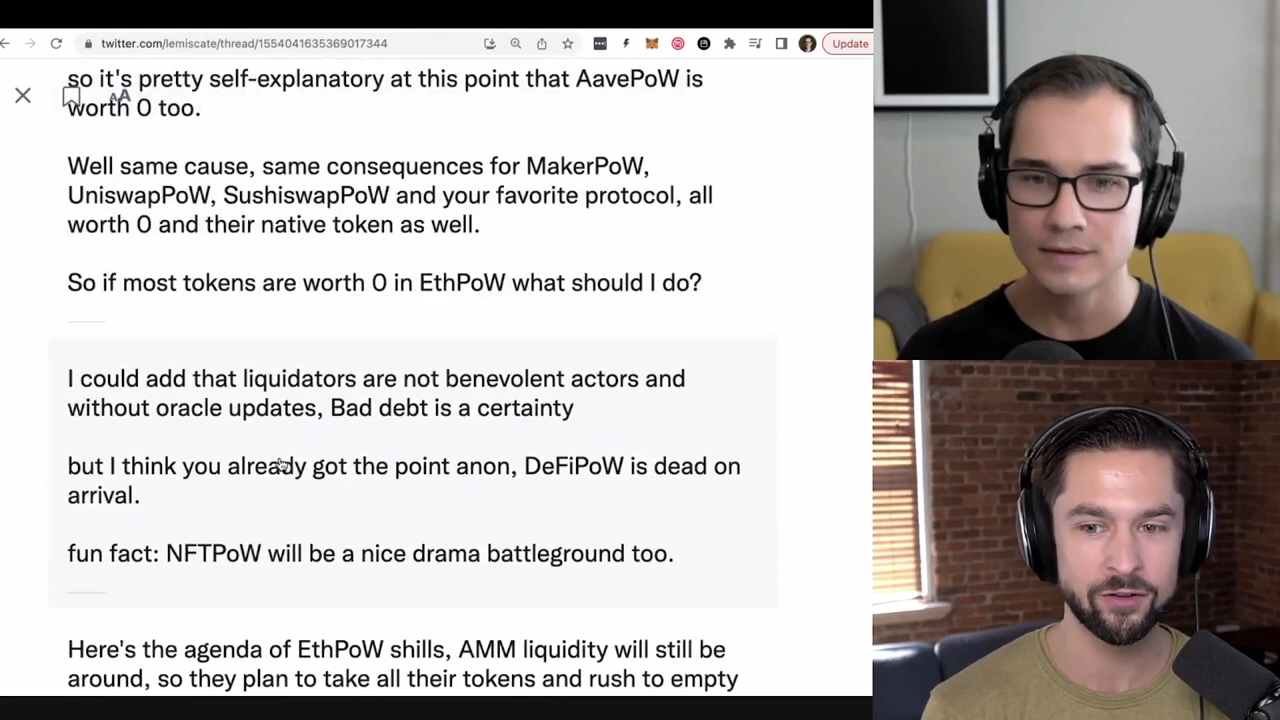 twitter.com/lemiscate/thread/1554041635369017344
Update
so it's pretty self-explanatory at this point that AavePoW is
AA
worth 0 too.
Well same cause, same consequences for MakerPoW,
UniswapPoW, SushiswapPoW and your favorite protocol, all
worth 0 and their native token as well.
So if most tokens are worth 0 in EthPoW what should I do?
I could add that liquidators are not benevolent actors and
without oracle updates, Bad debt is a certainty
but I think you already got the point anon, DeFiPoW is dead on
arrival.
fun fact: NFTPoW will be a nice drama battleground too.
Here's the agenda of EthPoW shills, AMM liquidity will still be
around, so they plan to take all their tokens and rush to empty